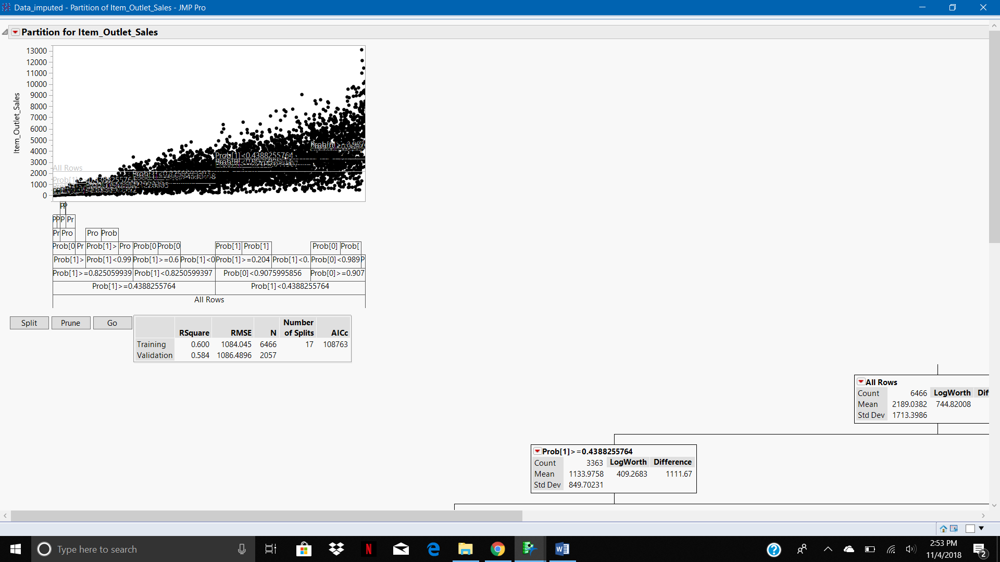 Data_imputed - Partition of Item_Outlet_Sales - JMP Pro
Partition for Item_Outlet_Sales
13000
12000
11000
10000
9000
8000
7000
6000
5000
4000
3000
2000
1000
0
Item_Outlet_Sales
Prob[1]<0.4388255764
All Rows
PP
PP P Pr
Pr Pro Pro Prob
Prob[0 Pr Prob[1]> Pro Prob[0 Prob[0 Prob[1] Prob[1] Prob[0] Prob[
Prob[1]> Prob[1]<0.99 Prob[1]>=0.6 Prob[1]<0 Prob[1]>=0.204 Prob[1]<0. Prob[0]<0.989 P
Prob[1]>=0.825059939 Prob[1]<0.8250599397 Prob[0]<0.9075995856 Prob[0]>=0.907
Prob[1]>=0.4388255764 Prob[1]<0.4388255764
All Rows
Split Prune Go
Number
RSquare RMSE N of Splits AICc
Training 0.600 1084.045 6466 17 108763
Validation 0.584 1086.4896 2057
All Rows
Count 6466 LogWorth Dif
Mean 2189.0382 744.82008
Std Dev 1713.3986
Prob[1]>=0.4388255764
Count 3363 LogWorth Difference
Mean 1133.9758 409.2683 1111.67
Std Dev 849.70231
Type here to search
2:53 PM
11/4/2018
2